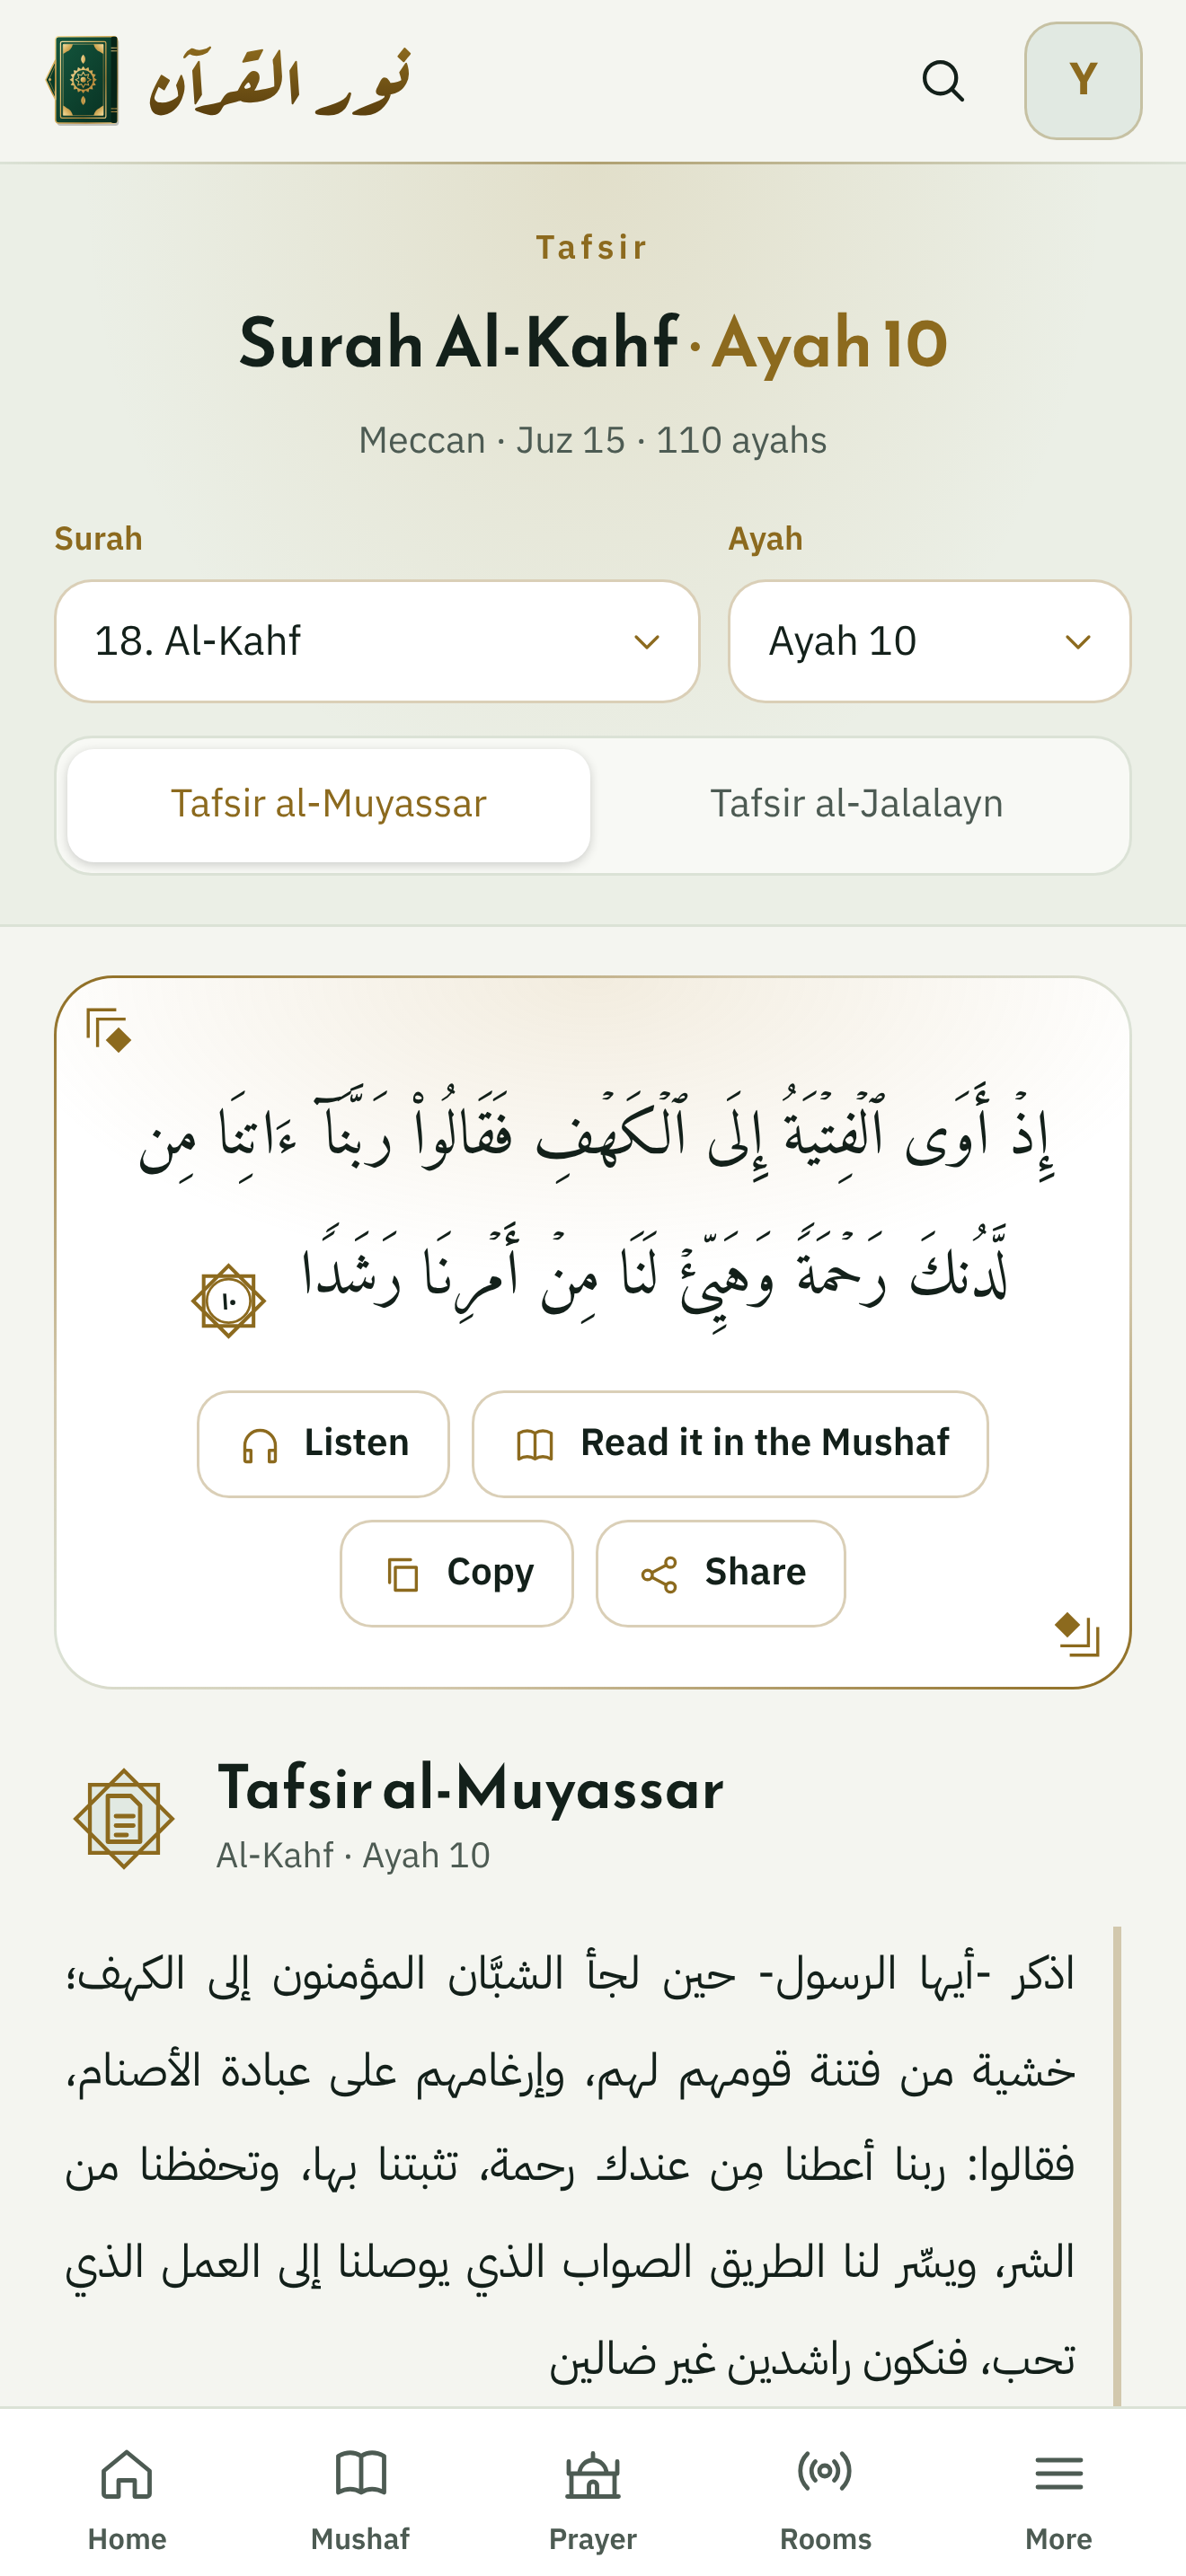 نور القرآن
Y
Tafsir
Surah Al-Kahf · Ayah 10
Meccan · Juz 15 · 110 ayahs
Surah
Ayah
18. Al-Kahf
Ayah 10
Tafsir al-Muyassar
Tafsir al-Jalalayn
إِذۡ أَوَى ٱلۡفِتۡيَةُ إِلَى ٱلۡكَهۡفِ فَقَالُواْ رَبَّنَآ ءَاتِنَا مِن
لَّدُنكَ رَحۡمَةٗ وَهَيِّئۡ لَنَا مِنۡ أَمۡرِنَا رَشَدٗا ١٠
Listen
Read it in the Mushaf
Copy
Share
Tafsir al-Muyassar
Al-Kahf · Ayah 10
اذكر -أيها الرسول- حين لجأ الشبَّان المؤمنون إلى الكهف؛
خشية من فتنة قومهم لهم، وإرغامهم على عبادة الأصنام،
فقالوا: ربنا أعطنا مِن عندك رحمة، تثبتنا بها، وتحفظنا من
الشر، ويسِّر لنا الطريق الصواب الذي يوصلنا إلى العمل الذي
تحب، فنكون راشدين غير ضالين
Home
Mushaf
Prayer
Rooms
More